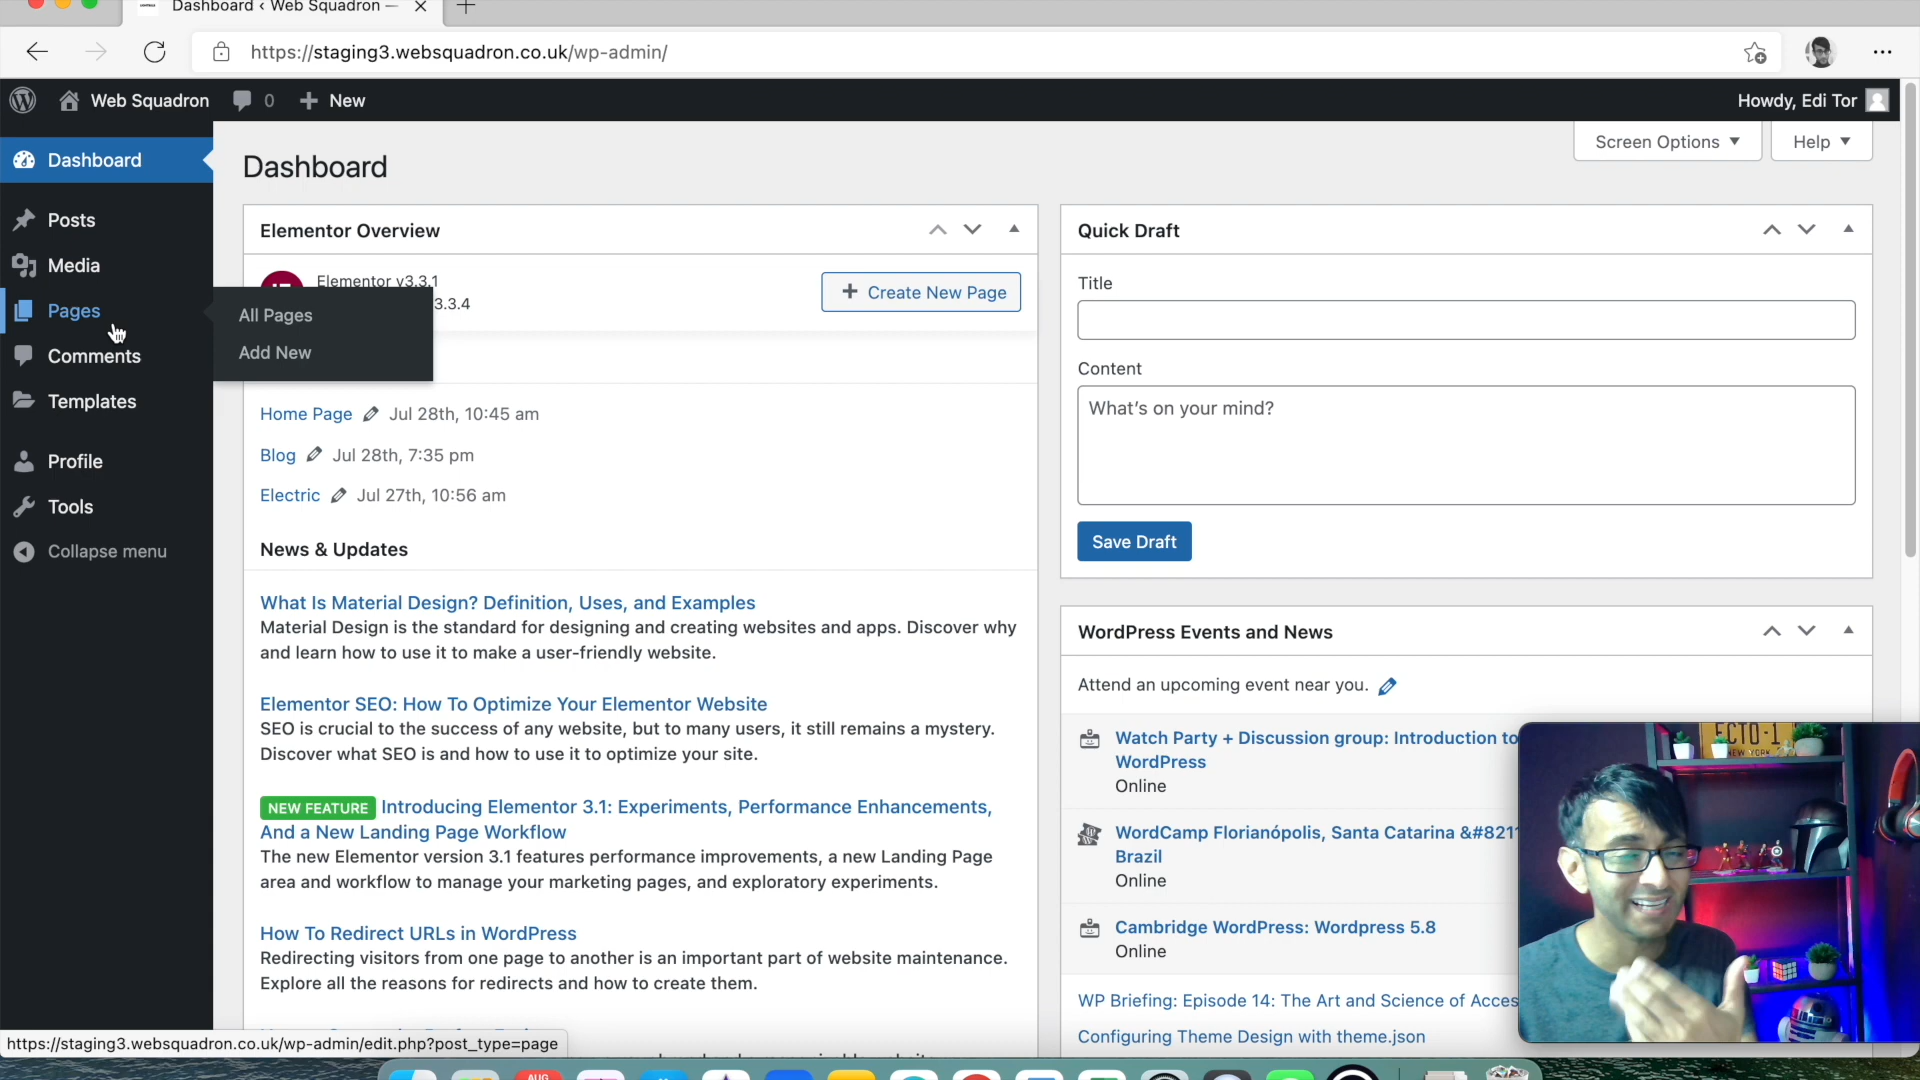 Dashboard ‹ Web Squadron —
https://staging3.websquadron.co.uk/wp-admin/
Web Squadron 0 New
Howdy, Edi Tor
Screen Options
Help
Dashboard
Posts
Media
Pages
Comments
Templates
Profile
Tools
Collapse menu
All Pages
Add New
Dashboard
Elementor Overview
Elementor v3.3.1
3.3.4
Create New Page
Home Page Jul 28th, 10:45 am
Blog Jul 28th, 7:35 pm
Electric Jul 27th, 10:56 am
News & Updates
What Is Material Design? Definition, Uses, and Examples
Material Design is the standard for designing and creating websites and apps. Discover why
and learn how to use it to make a user-friendly website.
Elementor SEO: How To Optimize Your Elementor Website
SEO is crucial to the success of any website, but to many users, it still remains a mystery.
Discover what SEO is and how to use it to optimize your site.
NEW FEATURE Introducing Elementor 3.1: Experiments, Performance Enhancements,
And a New Landing Page Workflow
The new Elementor version 3.1 features performance improvements, a new Landing Page
area and workflow to manage your marketing pages, and exploratory experiments.
How To Redirect URLs in WordPress
Redirecting visitors from one page to another is an important part of website maintenance.
Explore all the reasons for redirects and how to create them.
Quick Draft
Title
Content
What's on your mind?
Save Draft
WordPress Events and News
Attend an upcoming event near you.
Watch Party + Discussion group: Introduction to
WordPress
Online
WordCamp Florianópolis, Santa Catarina &#8211
Brazil
Online
Cambridge WordPress: Wordpress 5.8
Online
WP Briefing: Episode 14: The Art and Science of Acces
Configuring Theme Design with theme.json
ECTO-1
NEW YORK
https://staging3.websquadron.co.uk/wp-admin/edit.php?post_type=page
AUG